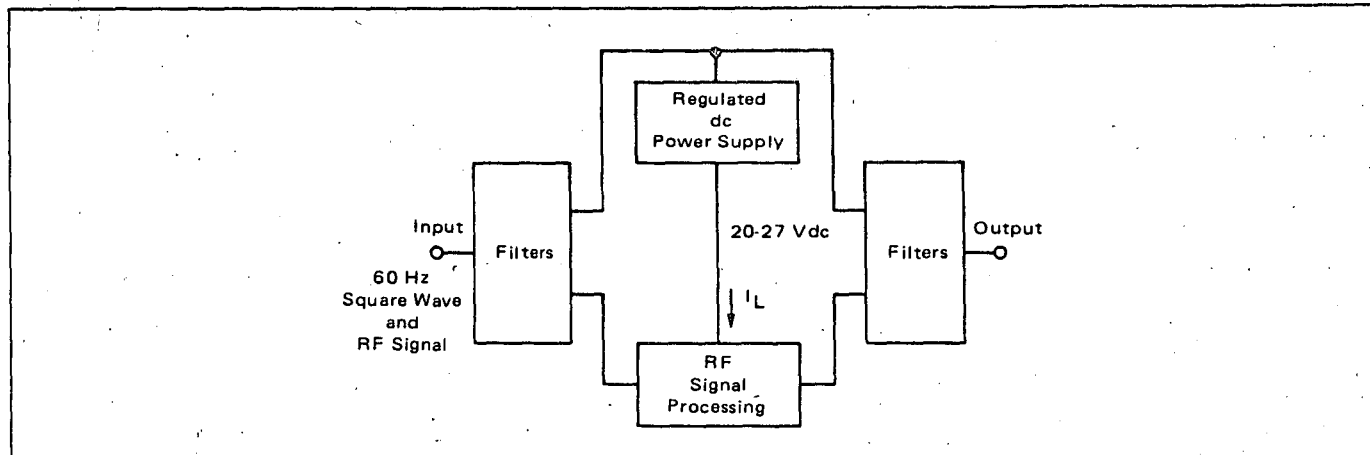 Regulated
dc
Power Supply
Input
Filters
60 Hz
Square Wave
and
RF Signal
20-27 Vdc
I_L
Filters
Output
RF
Signal
Processing